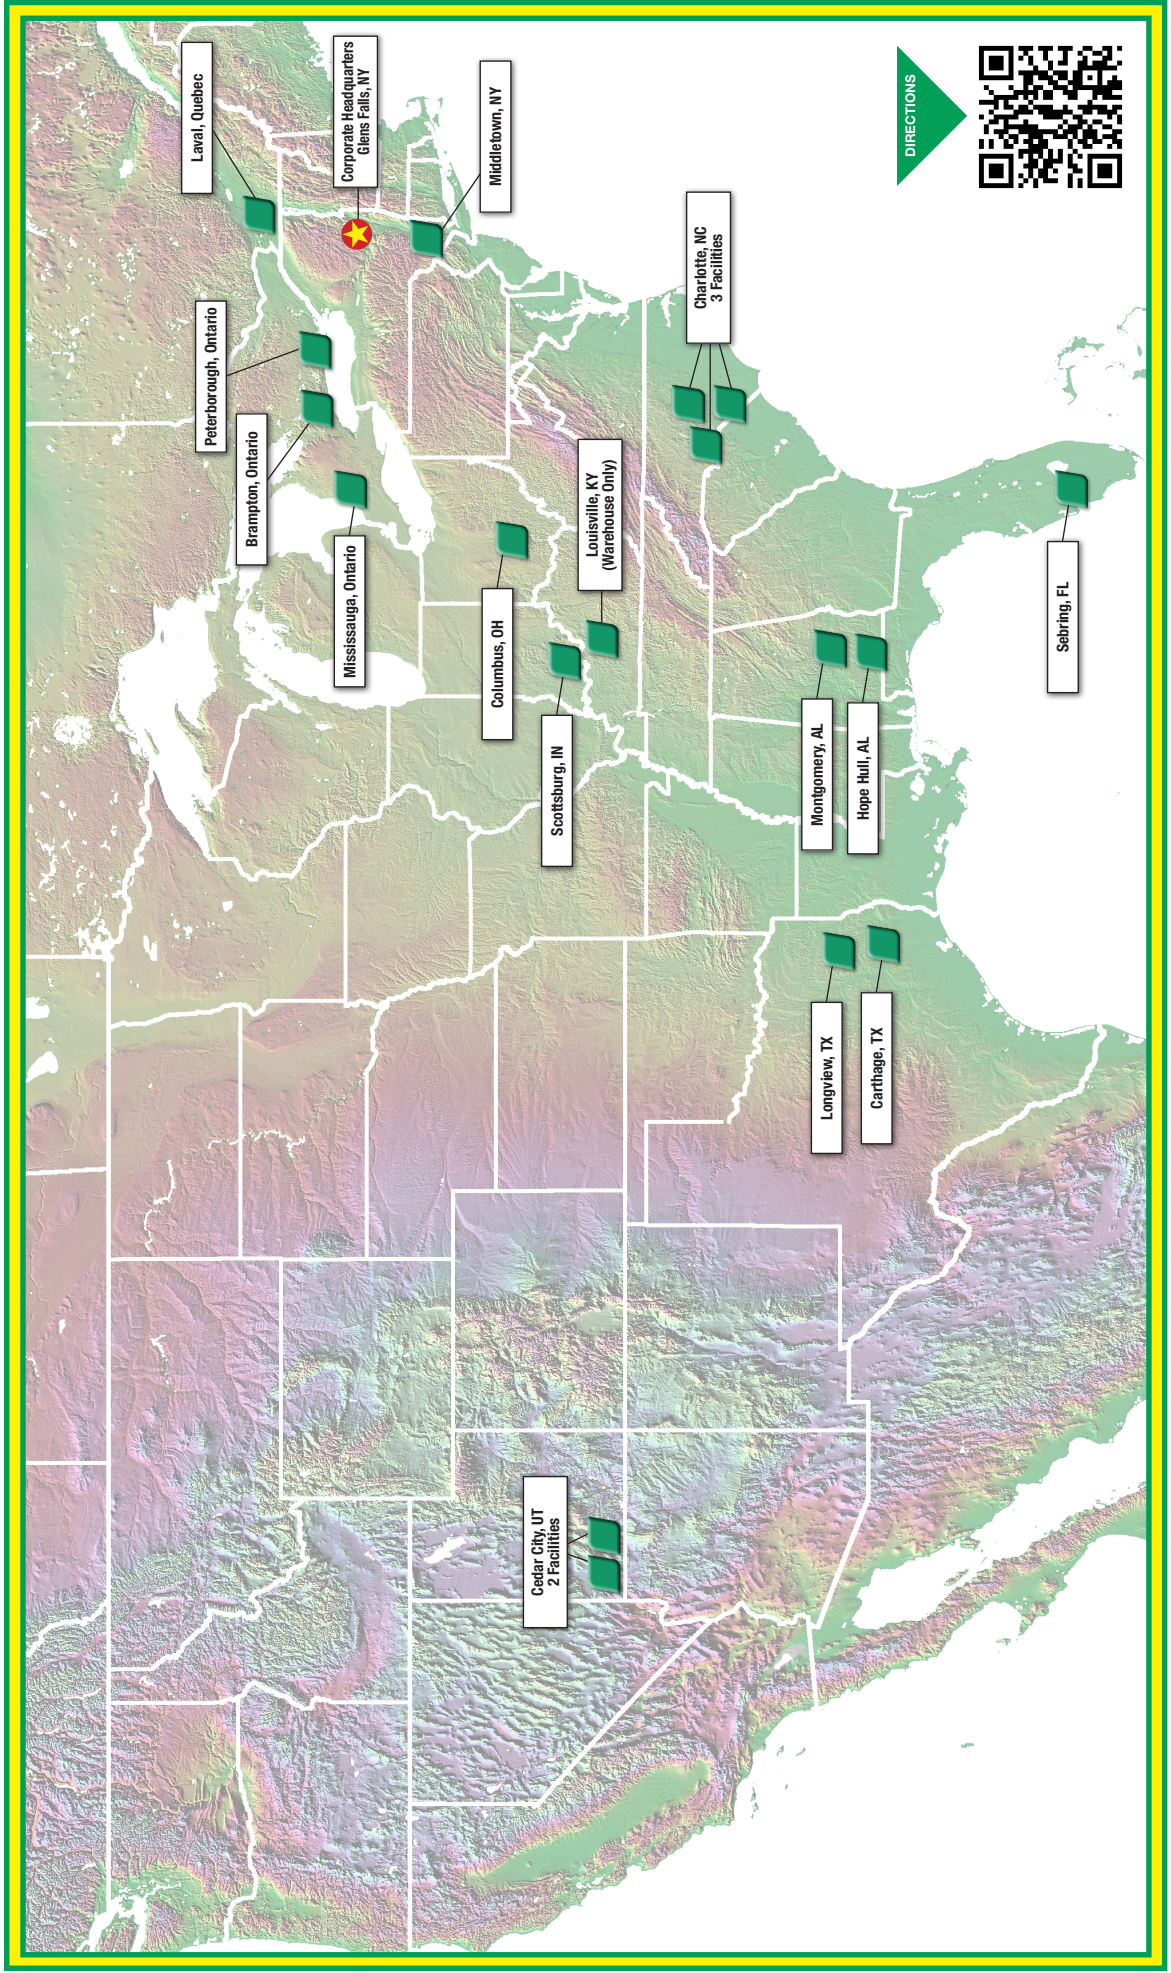 Laval, Quebec
Corporate Headquarters
Glens Falls, NY
Middletown, NY
DIRECTIONS
Peterborough, Ontario
Brampton, Ontario
Mississauga, Ontario
Charlotte, NC
3 Facilities
Columbus, OH
Louisville, KY
(Warehouse Only)
Scottsburg, IN
Montgomery, AL
Hope Hull, AL
Sebring, FL
Longview, TX
Carthage, TX
Cedar City, UT
2 Facilities